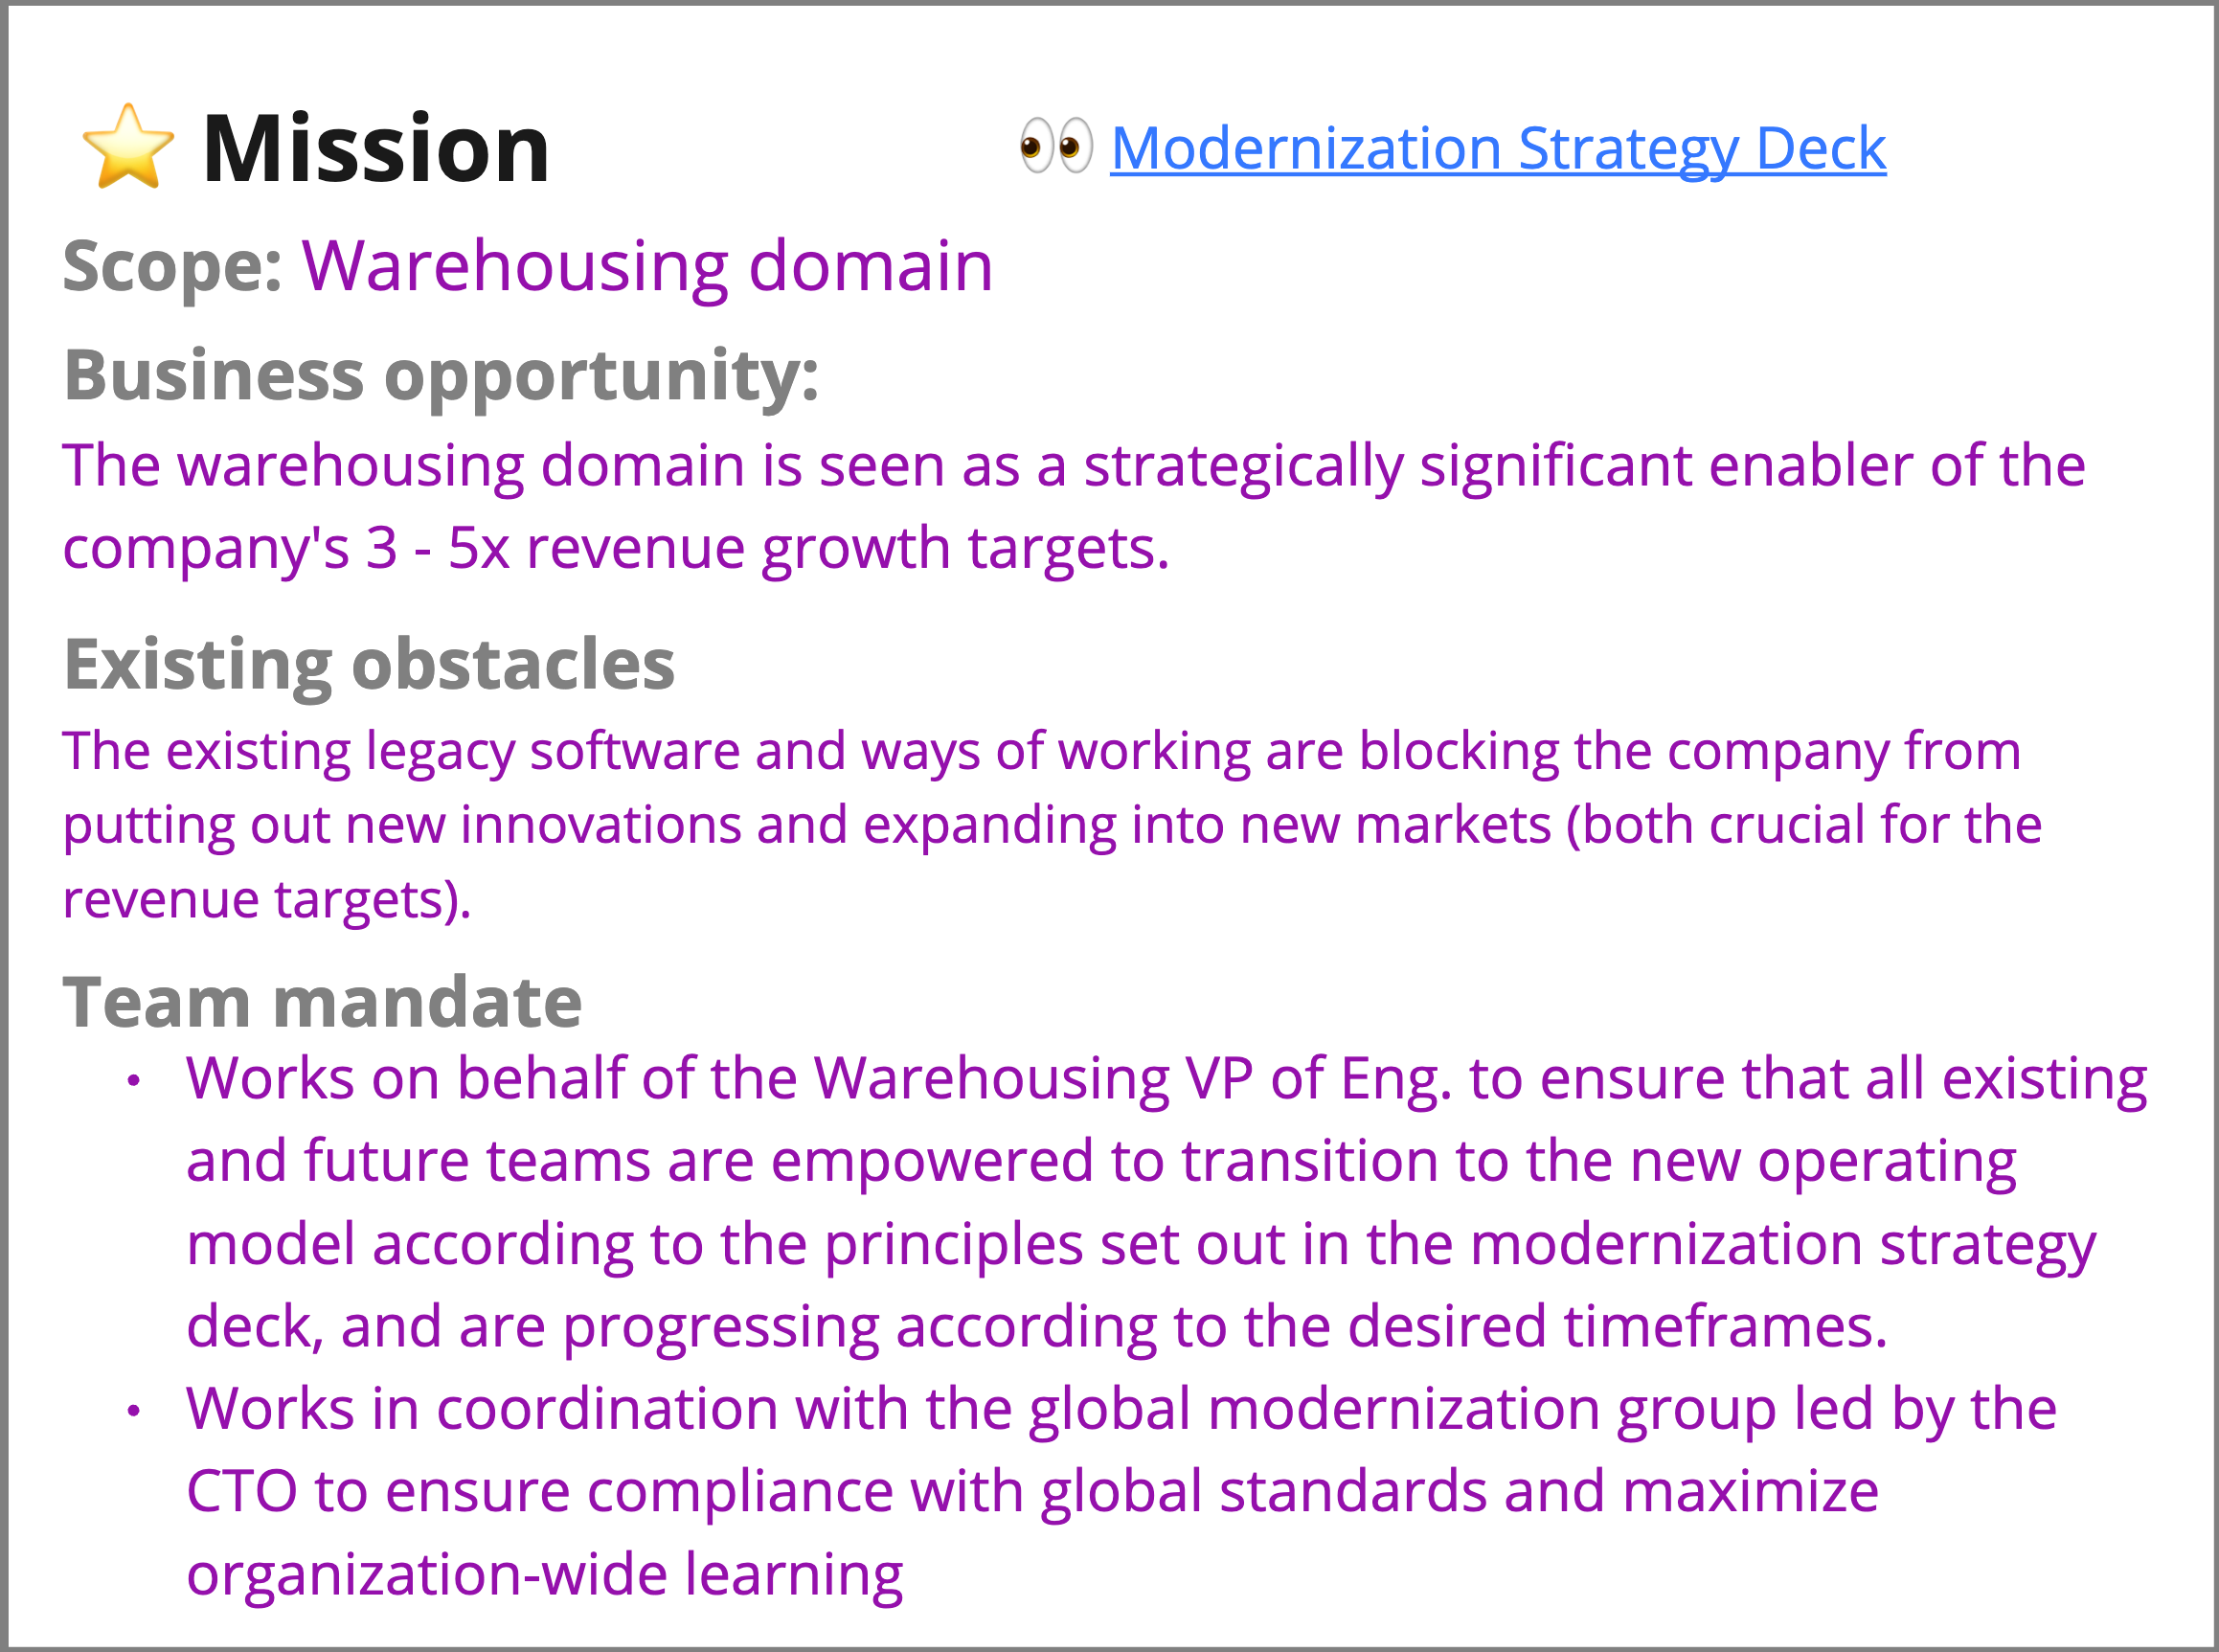 ⭐ Mission
👀 Modernization Strategy Deck
Scope: Warehousing domain
Business opportunity:
The warehousing domain is seen as a strategically significant enabler of the
company's 3 - 5x revenue growth targets.
Existing obstacles
The existing legacy software and ways of working are blocking the company from
putting out new innovations and expanding into new markets (both crucial for the
revenue targets).
Team mandate
• Works on behalf of the Warehousing VP of Eng. to ensure that all existing
and future teams are empowered to transition to the new operating
model according to the principles set out in the modernization strategy
deck, and are progressing according to the desired timeframes.
• Works in coordination with the global modernization group led by the
CTO to ensure compliance with global standards and maximize
organization-wide learning